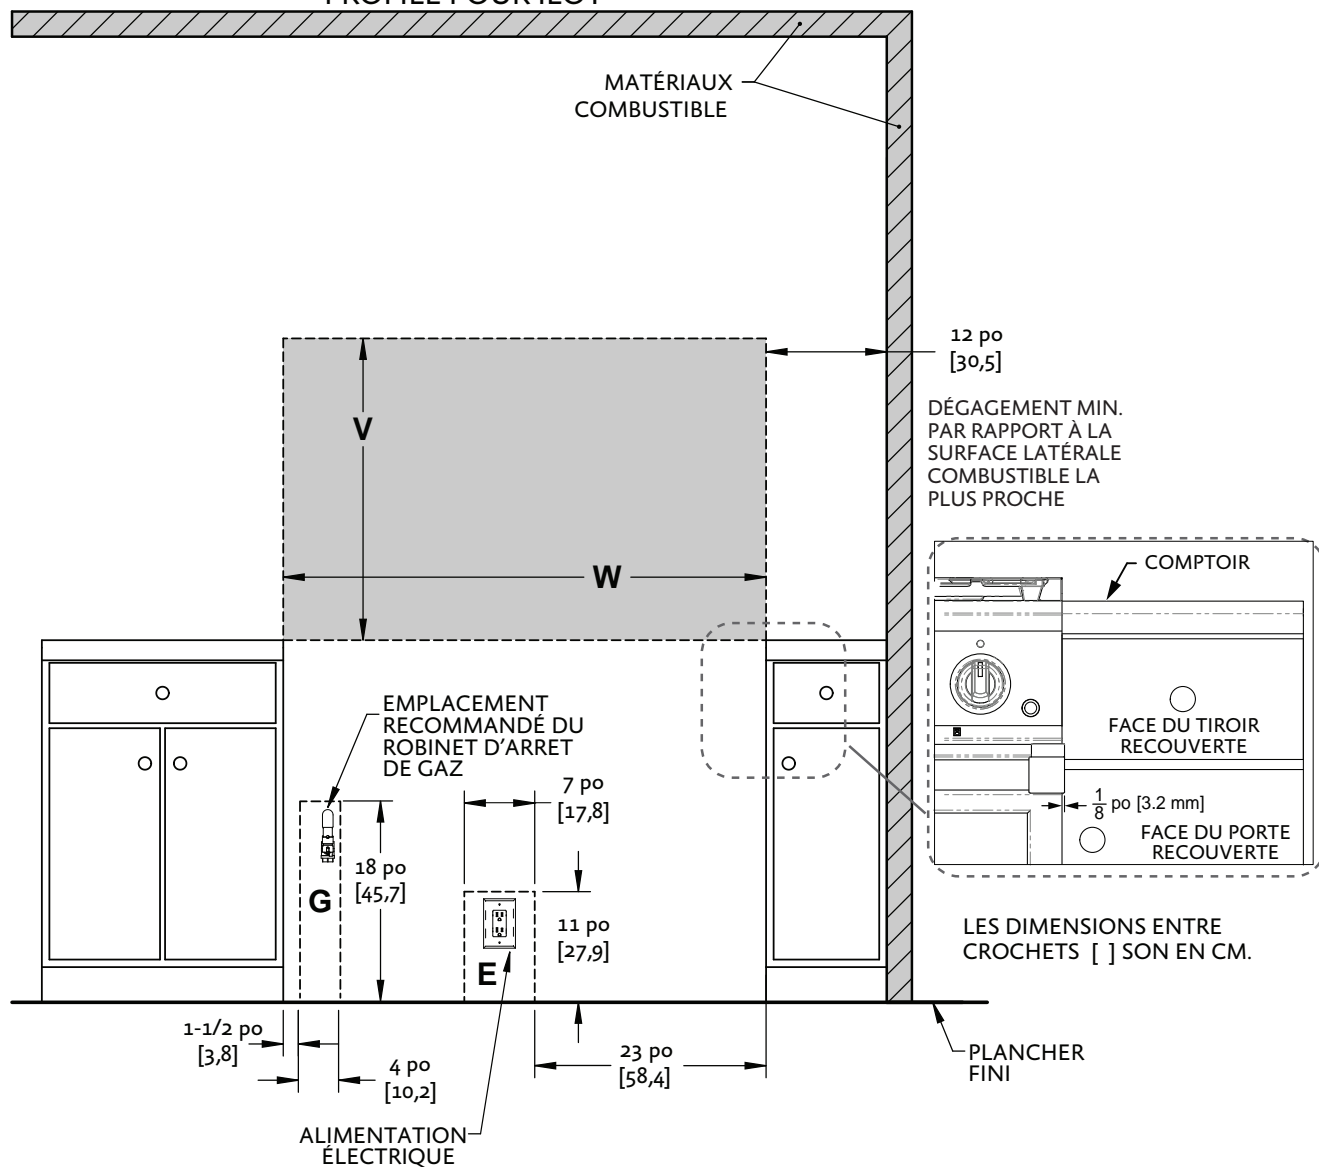 PROFILE POUR ILOT
MATÉRIAUX
COMBUSTIBLE
12 po
[30,5]
V
DÉGAGEMENT MIN.
PAR RAPPORT À LA
SURFACE LATÉRALE
COMBUSTIBLE LA
PLUS PROCHE
W
COMPTOIR
FACE DU TIROIR
RECOUVERTE
1/8 po [3.2 mm]
FACE DU PORTE
RECOUVERTE
EMPLACEMENT
RECOMMANDÉ DU
ROBINET D'ARRET
DE GAZ
7 po
[17,8]
18 po
[45,7]
G
11 po
[27,9]
E
LES DIMENSIONS ENTRE
CROCHETS [ ] SON EN CM.
1-1/2 po
[3,8]
4 po
[10,2]
23 po
[58,4]
PLANCHER
FINI
ALIMENTATION
ÉLECTRIQUE